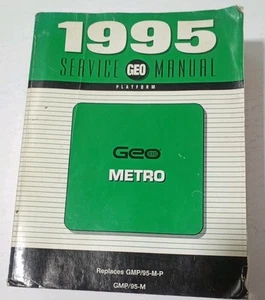 1995
SERVICE GEO MANUAL
PLATFORM
Geo
METRO
Replaces GMP/95-M-P
GMP/95-M